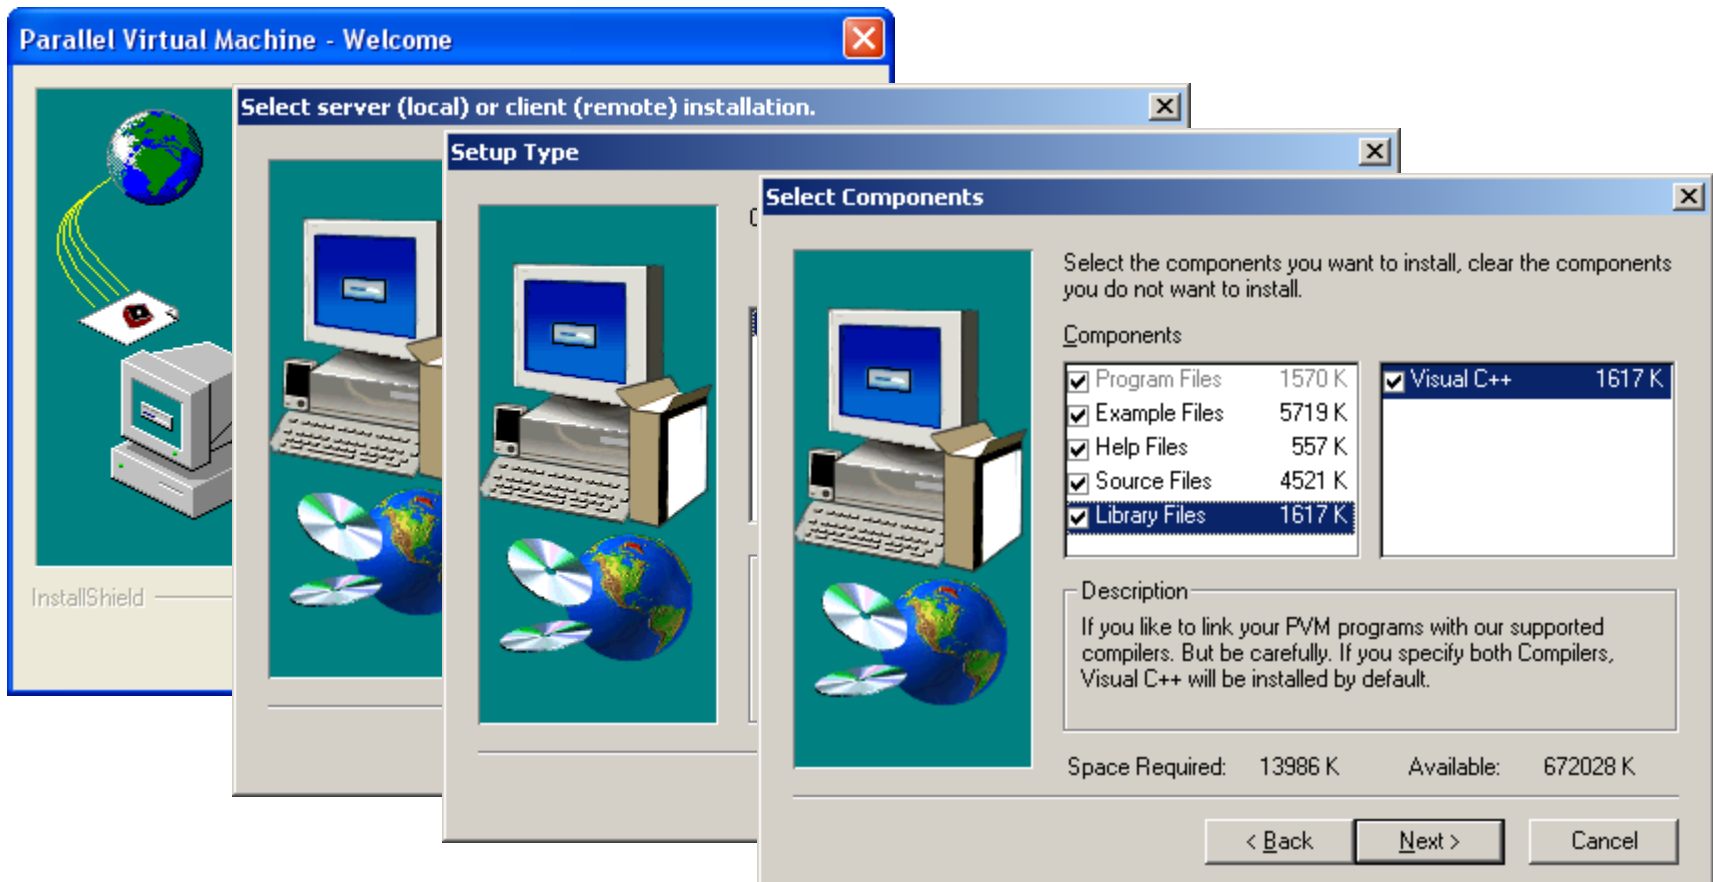 Parallel Virtual Machine - Welcome
Select server (local) or client (remote) installation.
Setup Type
Select Components
InstallShield
Select the components you want to install, clear the components
you do not want to install.
Components
Program Files 1570 K
Example Files 5719 K
Help Files 557 K
Source Files 4521 K
Library Files 1617 K
Visual C++ 1617 K
Description
If you like to link your PVM programs with our supported
compilers. But be carefully. If you specify both Compilers,
Visual C++ will be installed by default.
Space Required: 13986 K Available: 672028 K
< Back Next > Cancel